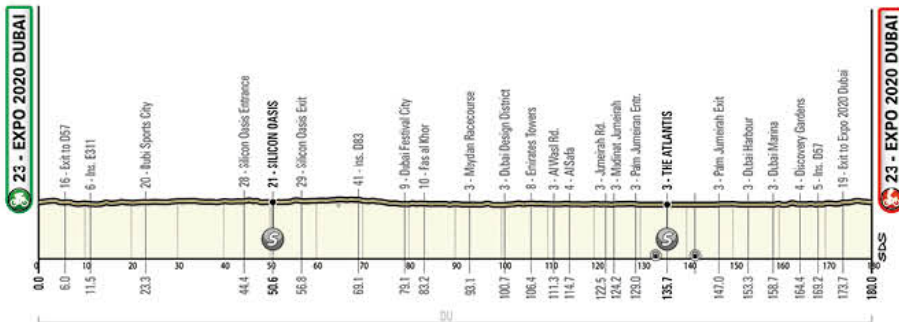 23 - EXPO 2020 DUBAI
16 - Exit to D57
6 - Ins. E311
20 - Dubi Sports City
28 - Silicon Oasis Entrance
21 - SILICON OASIS
29 - Silicon Oasis Exit
41 - Ins. D83
9 - Dubai Festival City
10 - Fas al Khor
3 - Maydan Racecourse
3 - Dubai Design District
8 - Emirates Towers
3 - Al Wasl Rd.
4 - Al Safa
3 - Jumeirah Rd.
3 - Madinat Jumeirah
3 - Palm Jumeiran Entr.
3 - THE ATLANTIS
3 - Palm Jumeirah Exit
3 - Dubai Harbour
3 - Dubai Marina
4 - Discovery Gardens
5 - Ins. D57
19 - Exit to Expo 2020 Dubai
23 - EXPO 2020 DUBAI
S
S
SDS
0 10 20 30 40 50 60 70 80 90 100 110 120 130 140 150 160 170 180
0.0
6.0
11.5
23.3
44.4
50.6
56.8
69.1
79.1
83.2
93.1
100.7
106.4
111.3
114.7
122.5
124.2
129.0
135.7
147.0
153.3
158.7
164.4
169.2
173.7
180.0
DU